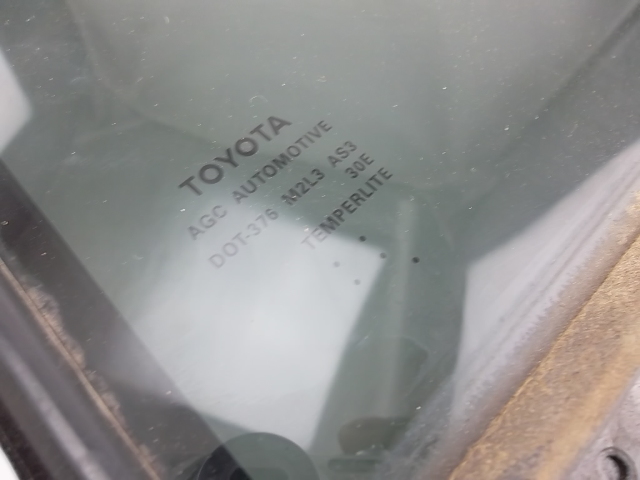 TOYOTA
AGC AUTOMOTIVE
DOT-376 M2L3 AS3
30E
TEMPERLITE